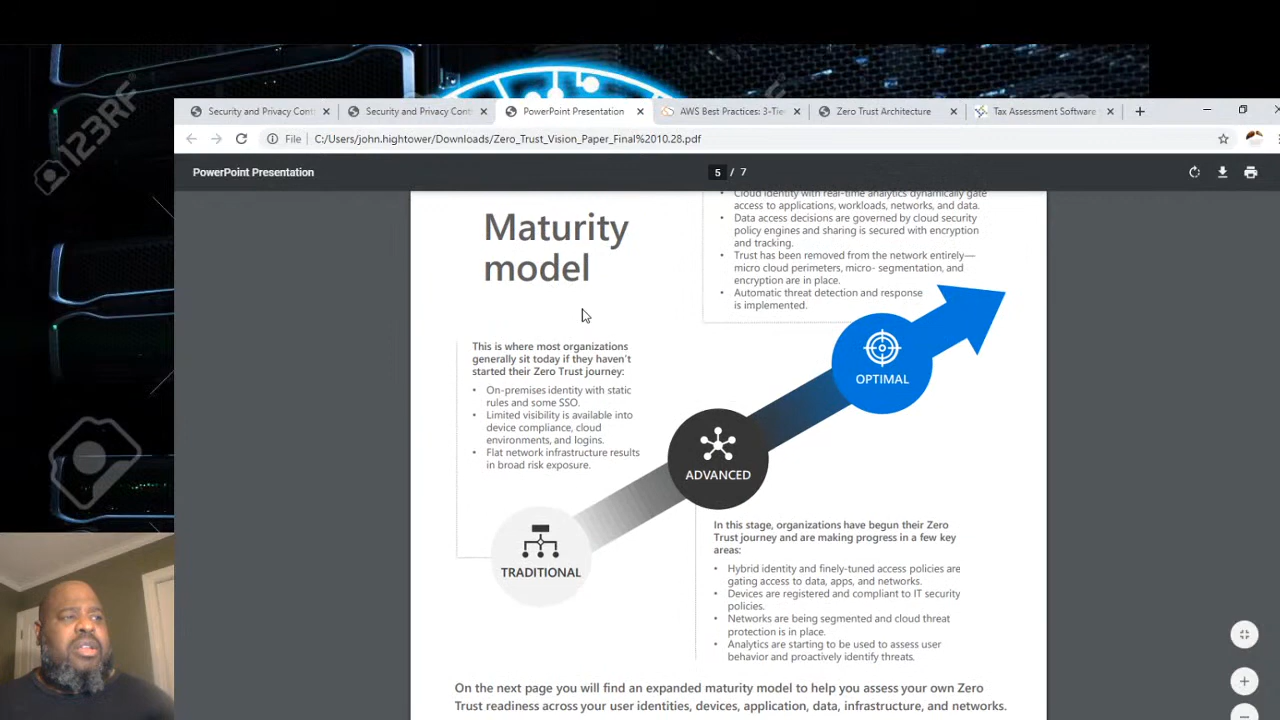 Security and Privacy Cont
Security and Privacy Cont
PowerPoint Presentation
AWS Best Practices: 3-Tie
Zero Trust Architecture
Tax Assessment Software
File
C:/Users/john.hightower/Downloads/Zero_Trust_Vision_Paper_Final%2010.28.pdf
PowerPoint Presentation
5 / 7
Maturity
model
Cloud identity with real-time analytics dynamically gate
access to applications, workloads, networks, and data.
• Data access decisions are governed by cloud security
policy engines and sharing is secured with encryption
and tracking.
• Trust has been removed from the network entirely—
micro cloud perimeters, micro- segmentation, and
encryption are in place.
• Automatic threat detection and response
is implemented.
OPTIMAL
This is where most organizations
generally sit today if they haven't
started their Zero Trust journey:
• On-premises identity with static
rules and some SSO.
• Limited visibility is available into
device compliance, cloud
environments, and logins.
• Flat network infrastructure results
in broad risk exposure.
ADVANCED
TRADITIONAL
In this stage, organizations have begun their Zero
Trust journey and are making progress in a few key
areas:
• Hybrid identity and finely-tuned access policies are
gating access to data, apps, and networks.
• Devices are registered and compliant to IT security
policies.
• Networks are being segmented and cloud threat
protection is in place.
• Analytics are starting to be used to assess user
behavior and proactively identify threats.
On the next page you will find an expanded maturity model to help you assess your own Zero
Trust readiness across your user identities, devices, application, data, infrastructure, and networks.
123RF
123RF